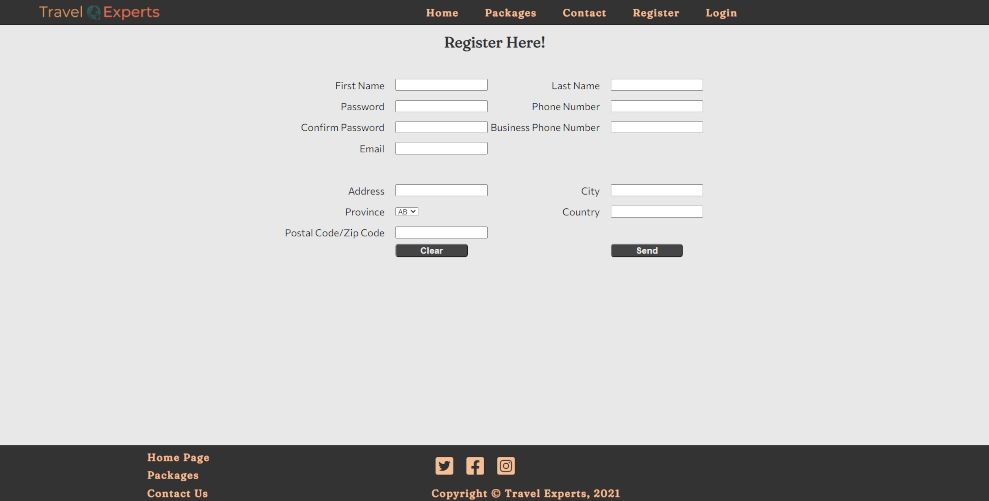 Travel Experts Home Packages Contact Register Login
Register Here!
First Name Last Name
Password Phone Number
Confirm Password Business Phone Number
Email
Address City
Province AB Country
Postal Code/Zip Code
Clear Send
Home Page
Packages
Contact Us Copyright © Travel Experts, 2021